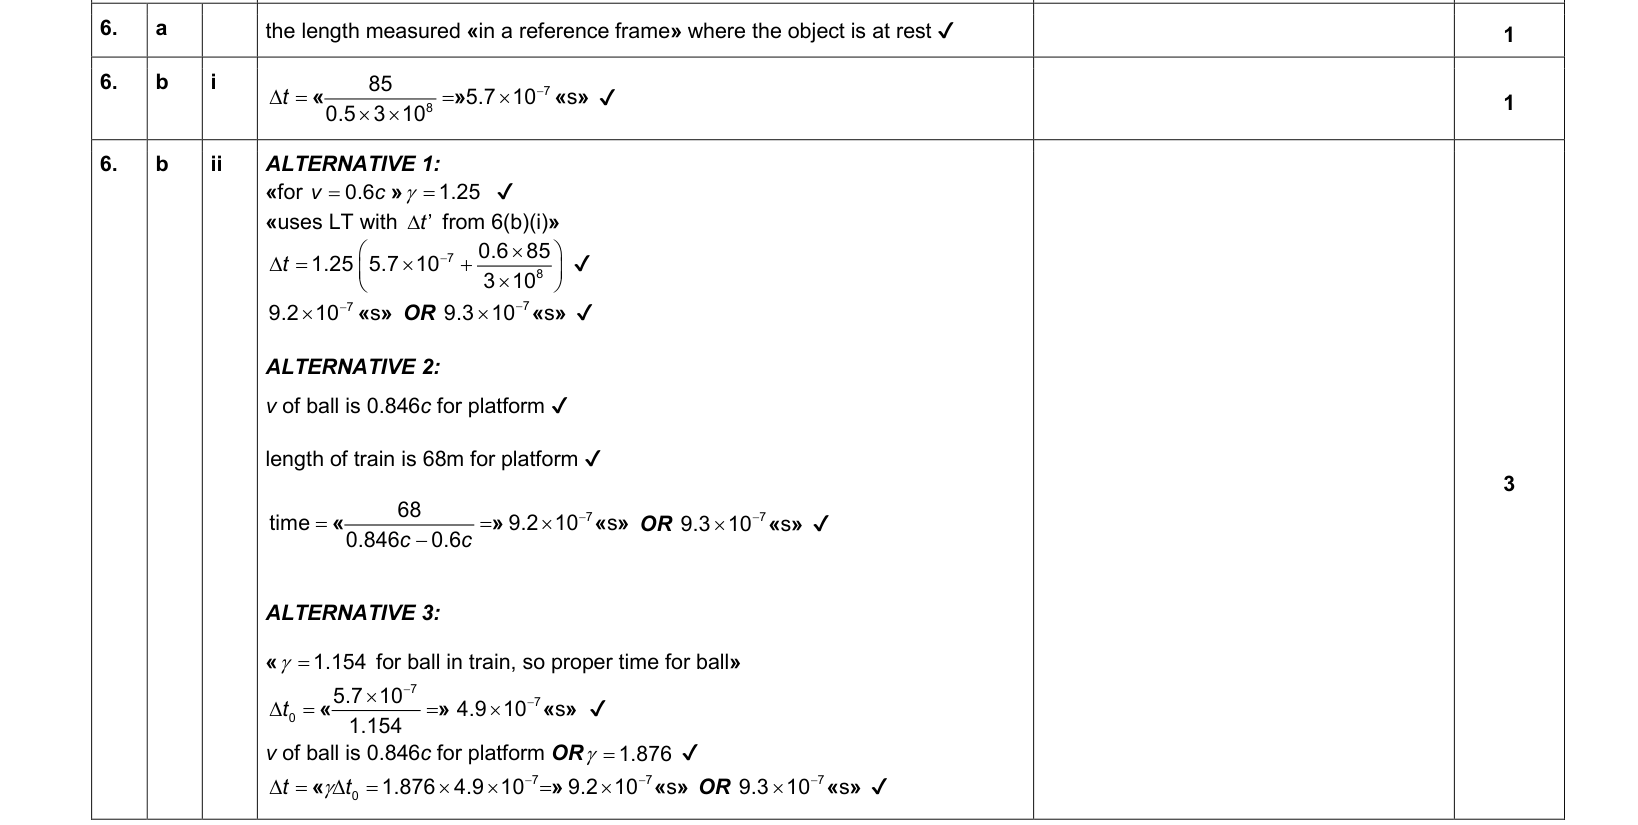 6. a the length measured «in a reference frame» where the object is at rest ✓ 1
6. b i Δt = «85 / (0.5 × 3 × 10⁸) =» 5.7 × 10⁻⁷ «s» ✓ 1
6. b ii ALTERNATIVE 1:
«for v = 0.6c » γ = 1.25 ✓
«uses LT with Δt’ from 6(b)(i)»
Δt = 1.25 (5.7 × 10⁻⁷ + (0.6 × 85) / (3 × 10⁸)) ✓
9.2 × 10⁻⁷ «s» OR 9.3 × 10⁻⁷ «s» ✓
ALTERNATIVE 2:
v of ball is 0.846c for platform ✓
length of train is 68m for platform ✓
3
time = «68 / (0.846c − 0.6c) =» 9.2 × 10⁻⁷ «s» OR 9.3 × 10⁻⁷ «s» ✓
ALTERNATIVE 3:
« γ = 1.154 for ball in train, so proper time for ball»
Δt₀ = «5.7 × 10⁻⁷ / 1.154 =» 4.9 × 10⁻⁷ «s» ✓
v of ball is 0.846c for platform OR γ = 1.876 ✓
Δt = «γΔt₀ = 1.876 × 4.9 × 10⁻⁷ =» 9.2 × 10⁻⁷ «s» OR 9.3 × 10⁻⁷ «s» ✓